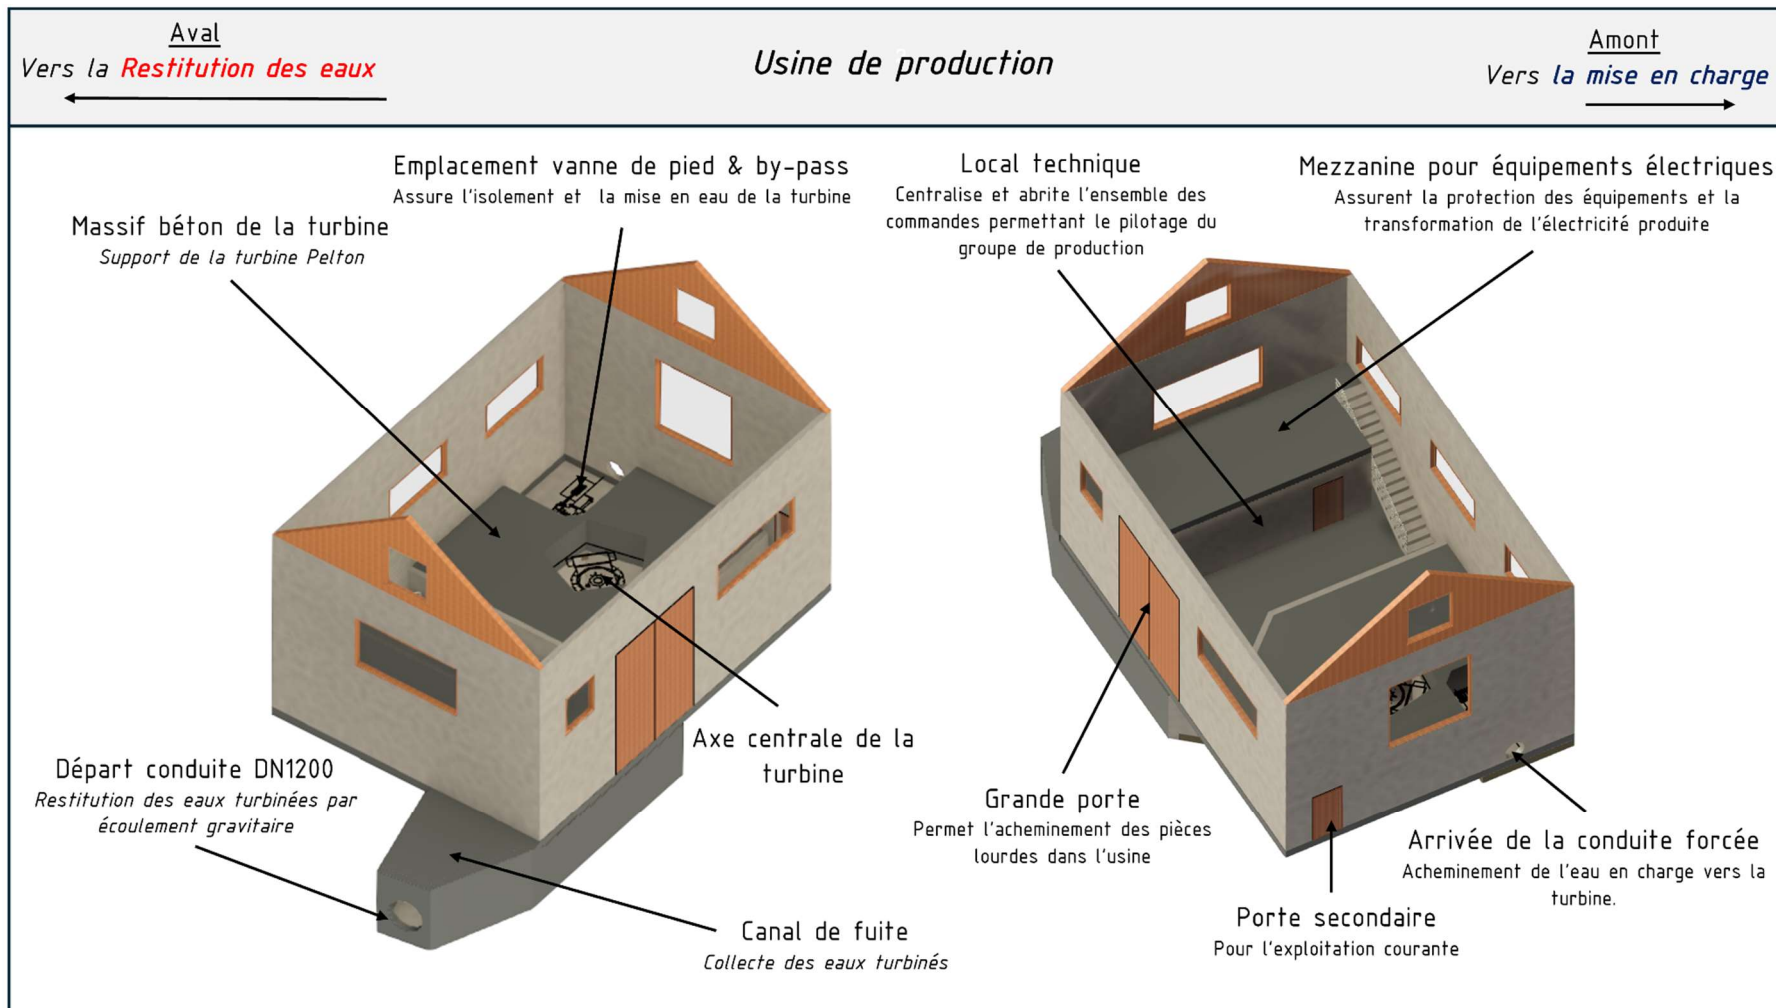 Aval
Vers la Restitution des eaux
Usine de production
Amont
Vers la mise en charge
Emplacement vanne de pied & by-pass
Assure l'isolement et la mise en eau de la turbine
Massif béton de la turbine
Support de la turbine Pelton
Local technique
Centralise et abrite l'ensemble des
commandes permettant le pilotage du
groupe de production
Mezzanine pour équipements électriques
Assurent la protection des équipements et la
transformation de l'électricité produite
Axe centrale de la
turbine
Départ conduite DN1200
Restitution des eaux turbinées par
écoulement gravitaire
Canal de fuite
Collecte des eaux turbinés
Grande porte
Permet l'acheminement des pièces
lourdes dans l'usine
Porte secondaire
Pour l'exploitation courante
Arrivée de la conduite forcée
Acheminement de l'eau en charge vers la
turbine.